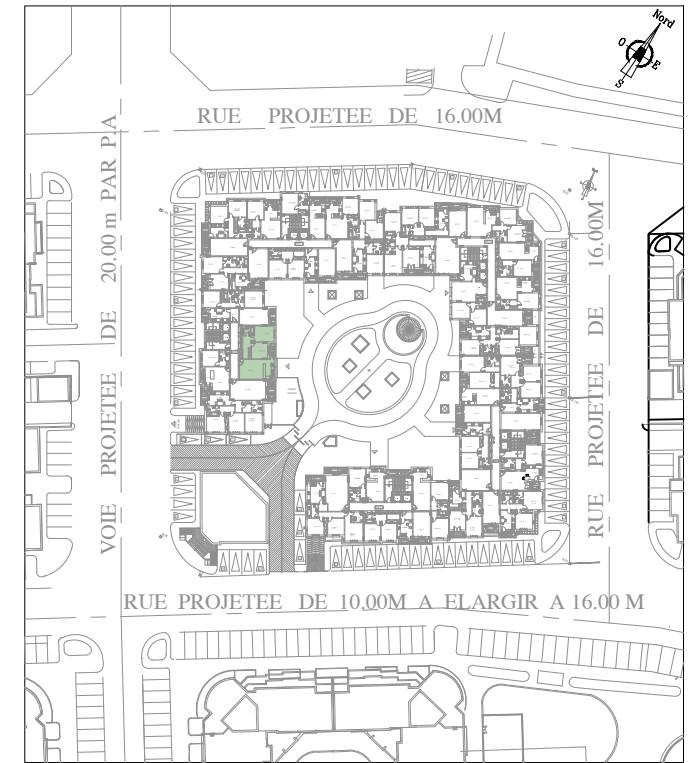 Nord
O
E
S
RUE PROJETEE DE 16.00M
VOIE PROJETEE DE 20.00 m PAR P.A
RUE PROJETEE DE 16.00M
RUE PROJETEE DE 10.00M A ELARGIR A 16.00 M